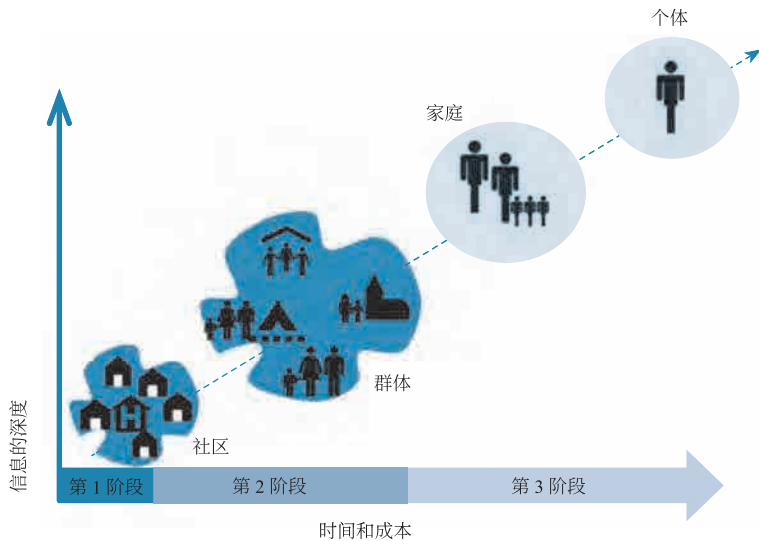 个体
家庭
群体
社区
信息的深度
第 1 阶段
第 2 阶段
第 3 阶段
时间和成本